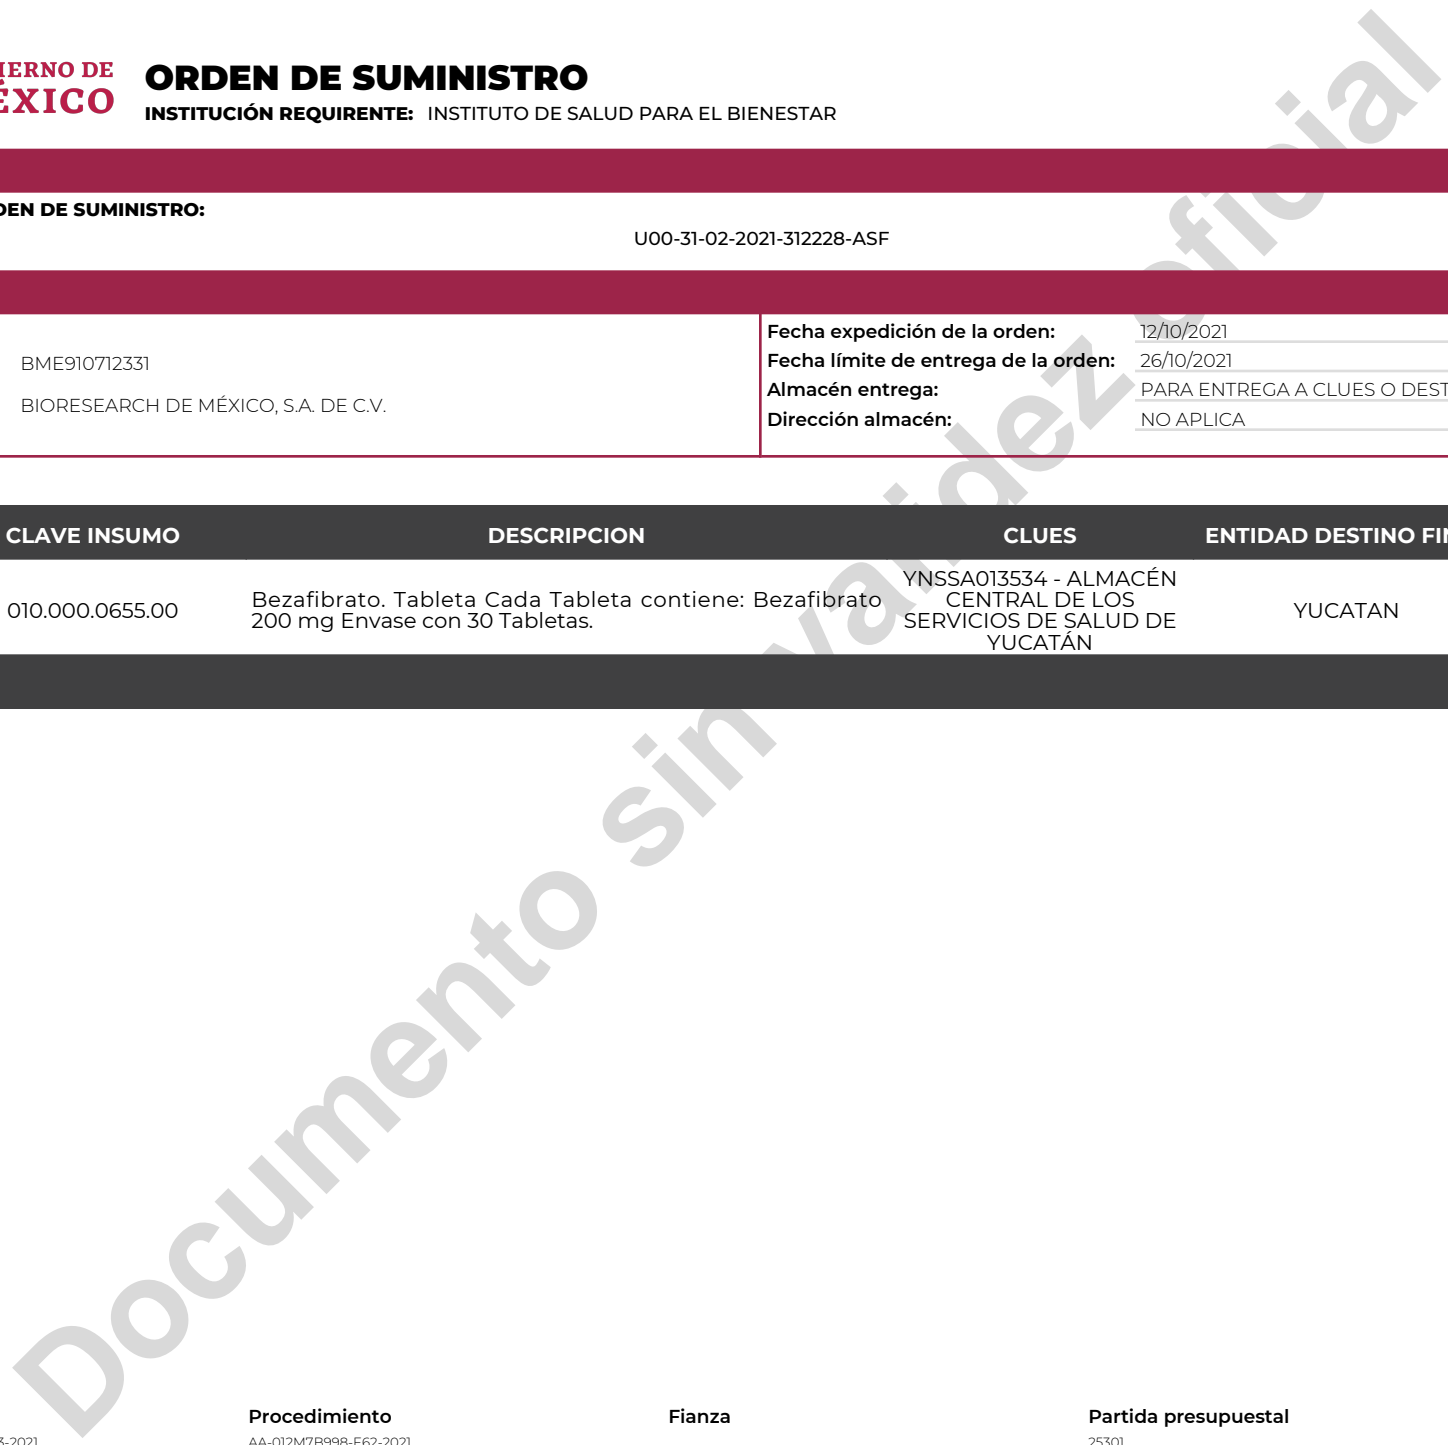 IERNO DE
ÉXICO
ORDEN DE SUMINISTRO
INSTITUCIÓN REQUIRENTE: INSTITUTO DE SALUD PARA EL BIENESTAR
DEN DE SUMINISTRO:
U00-31-02-2021-312228-ASF
BME910712331
BIORESEARCH DE MÉXICO, S.A. DE C.V.
Fecha expedición de la orden: 12/10/2021
Fecha límite de entrega de la orden: 26/10/2021
Almacén entrega: PARA ENTREGA A CLUES O DEST
Dirección almacén: NO APLICA
CLAVE INSUMO DESCRIPCION CLUES ENTIDAD DESTINO FIN
010.000.0655.00
Bezafibrato. Tableta Cada Tableta contiene: Bezafibrato
200 mg Envase con 30 Tabletas.
YNSSA013534 - ALMACÉN
CENTRAL DE LOS
SERVICIOS DE SALUD DE
YUCATÁN
YUCATAN
Documento sin validez oficial
Procedimiento Fianza Partida presupuestal
3-2021 AA-012M7B998-E62-2021 25301